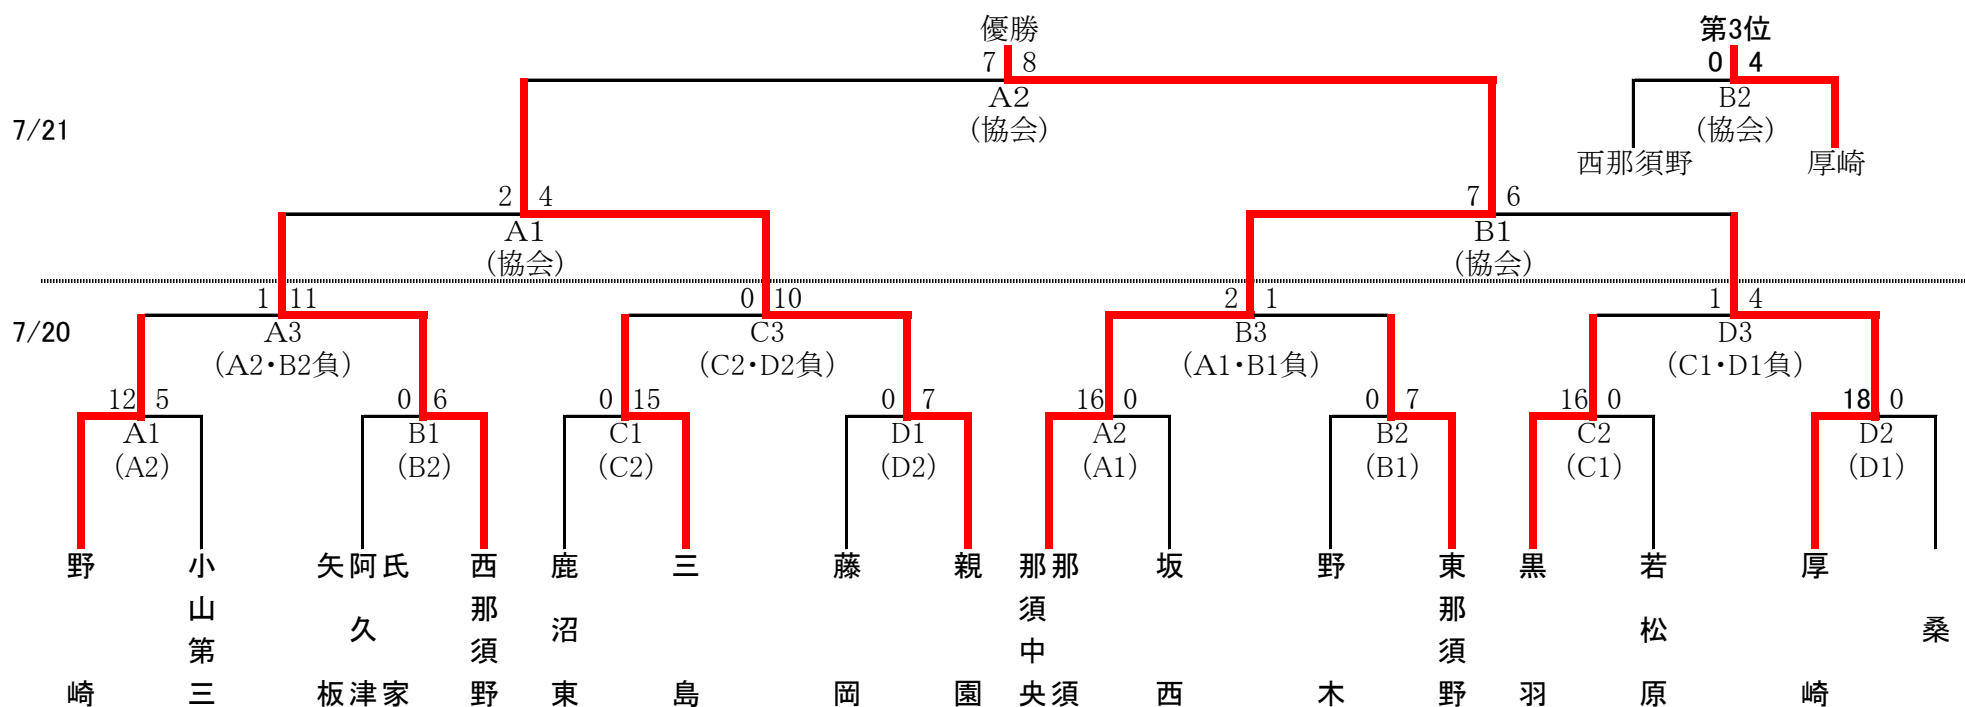 優勝
7 8
A2
(協会)
第3位
0 4
B2
(協会)
西那須野 厚崎
7/21
2 4
A1
(協会)
7 6
B1
(協会)
7/20
1 11
A3
(A2・B2負)
0 10
C3
(C2・D2負)
2 1
B3
(A1・B1負)
1 4
D3
(C1・D1負)
12 5
A1
(A2)
0 6
B1
(B2)
0 15
C1
(C2)
0 7
D1
(D2)
16 0
A2
(A1)
0 7
B2
(B1)
16 0
C2
(C1)
18 0
D2
(D1)
野崎
小山第三
矢板
阿久津
氏家
西那須野
鹿沼東
三島
藤岡
親園
那須中央
那須
坂西
野木
東那須野
黒羽
若松原
厚崎
桑